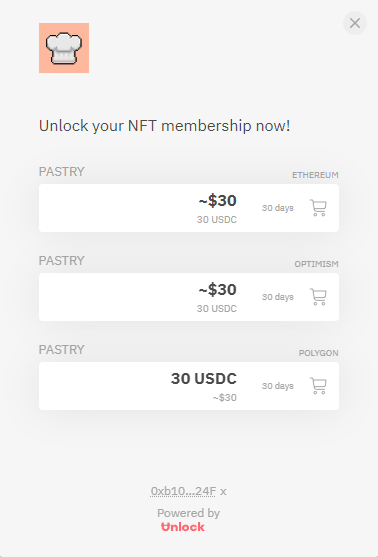 Unlock your NFT membership now!
PASTRY
ETHEREUM
~$30
30 USDC
30 days
PASTRY
OPTIMISM
~$30
30 USDC
30 days
PASTRY
POLYGON
30 USDC
~$30
30 days
0xb10...24F x
Powered by
Unlock